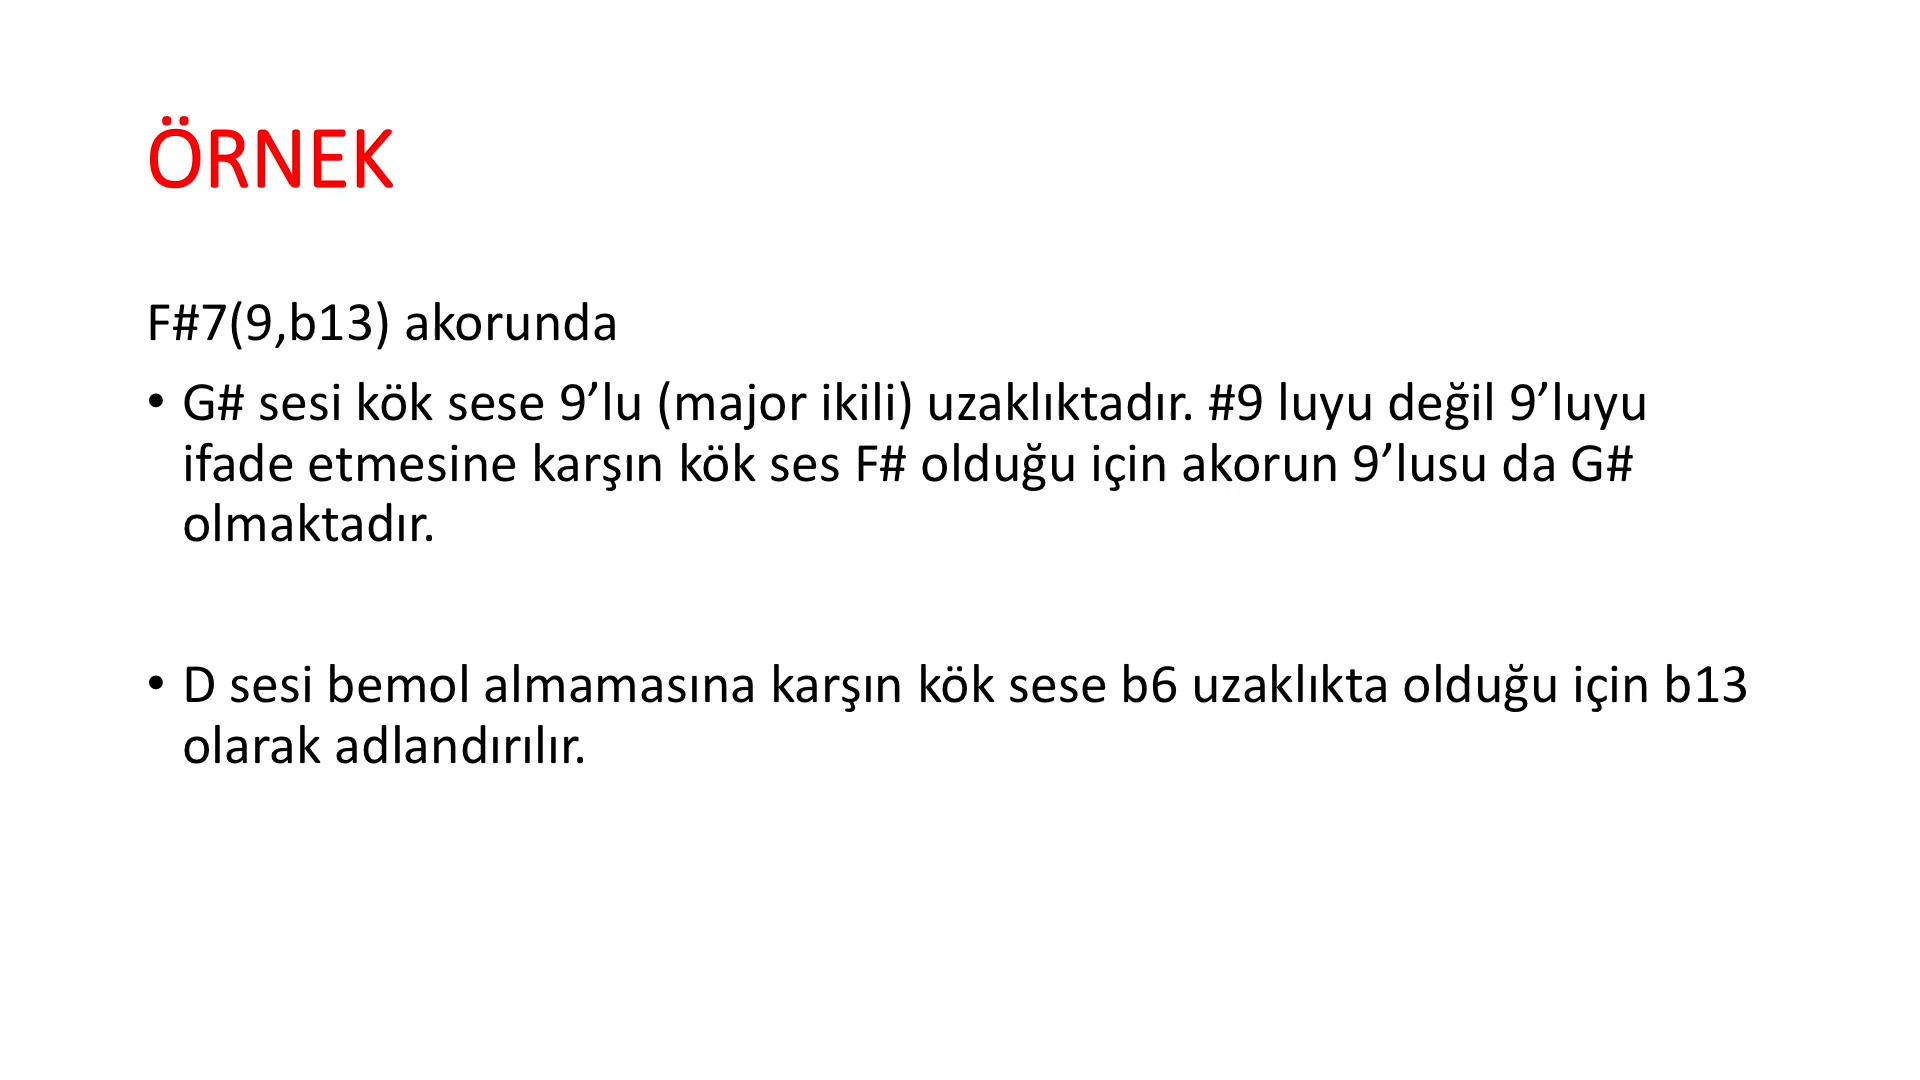 ÖRNEK
F#7(9,b13) akorunda
• G# sesi kök sese 9’lu (major ikili) uzaklıktadır. #9 luyu değil 9’luyu
ifade etmesine karşın kök ses F# olduğu için akorun 9’lusu da G#
olmaktadır.
• D sesi bemol almamasına karşın kök sese b6 uzaklıkta olduğu için b13
olarak adlandırılır.